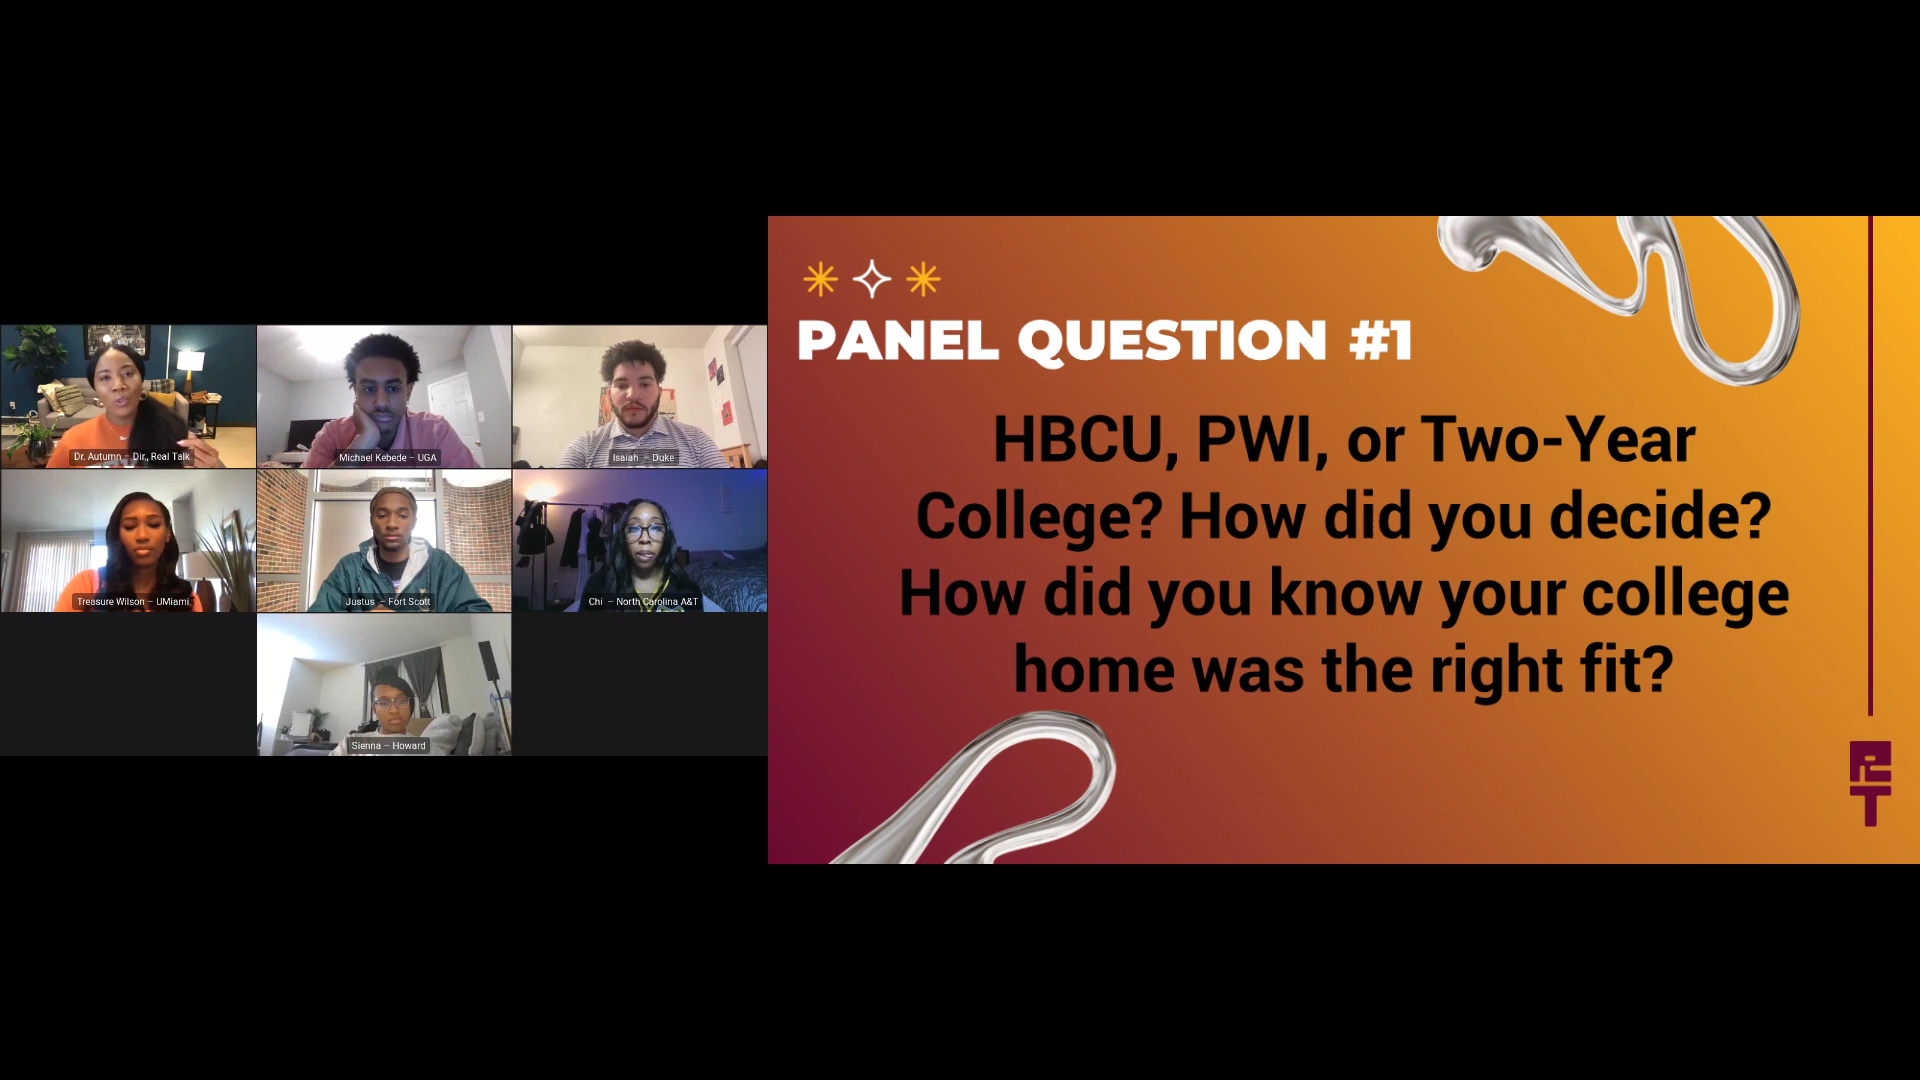 Dr. Autumn – Dir., Real Talk
Michael Kebede – UGA
Isaiah – Duke
Treasure Wilson – UMiami
Justus – Fort Scott
Chi – North Carolina A&T
Sienna – Howard
PANEL QUESTION #1
HBCU, PWI, or Two-Year
College? How did you decide?
How did you know your college
home was the right fit?
RT